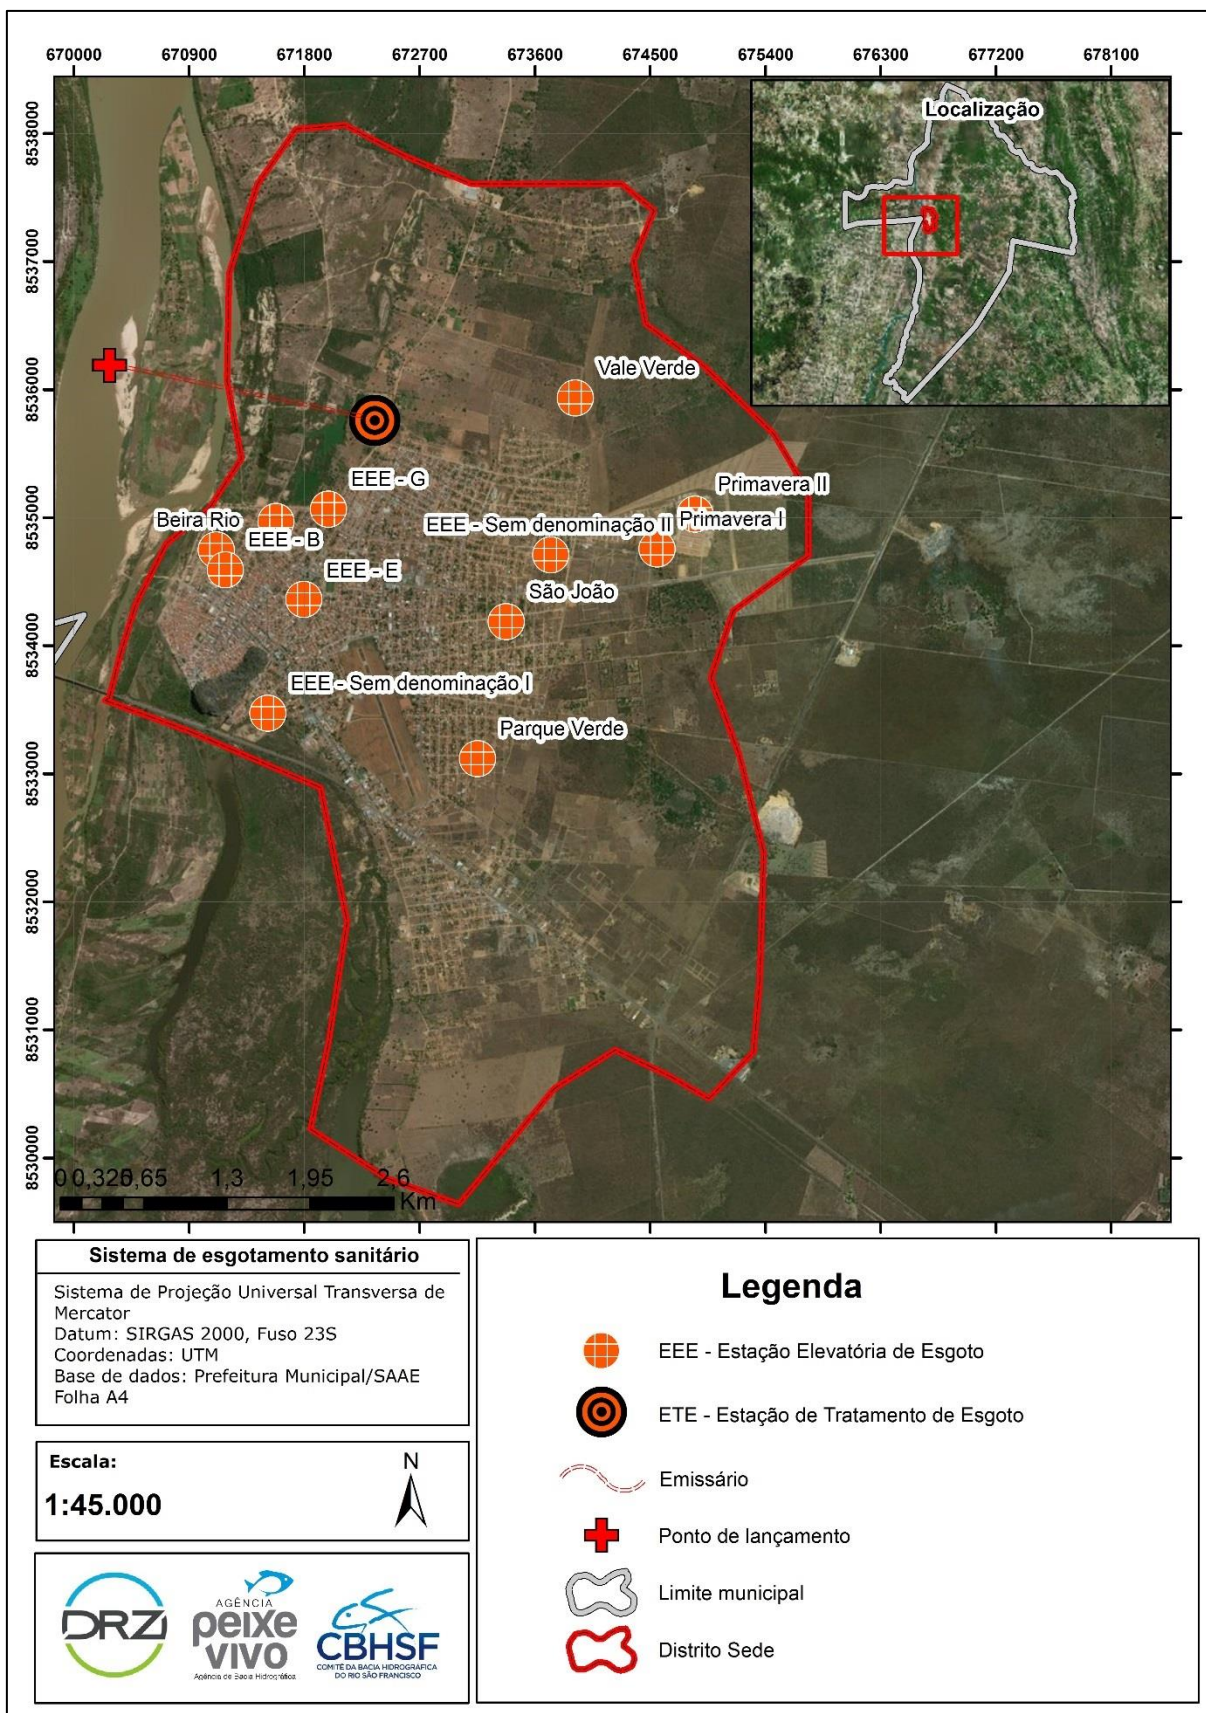 670000 670900 671800 672700 673600 674500 675400 676300 677200 678100
8538000
8537000
8536000
8535000
8534000
8533000
8532000
8531000
8530000
Localização
Vale Verde
EEE - G
Primavera II
Beira Rio
EEE - Sem denominação II
Primavera I
EEE - B
EEE - E
São João
EEE - Sem denominação I
Parque Verde
0 0,325 0,65 1,3 1,95 2,6
Km
Sistema de esgotamento sanitário
Sistema de Projeção Universal Transversa de
Mercator
Datum: SIRGAS 2000, Fuso 23S
Coordenadas: UTM
Base de dados: Prefeitura Municipal/SAAE
Folha A4
Escala:
1:45.000
N
DRZ
AGÊNCIA
peixe
vivo
Agência de Bacia Hidrográfica
CBHSF
COMITÊ DA BACIA HIDROGRÁFICA
DO RIO SÃO FRANCISCO
Legenda
EEE - Estação Elevatória de Esgoto
ETE - Estação de Tratamento de Esgoto
Emissário
Ponto de lançamento
Limite municipal
Distrito Sede